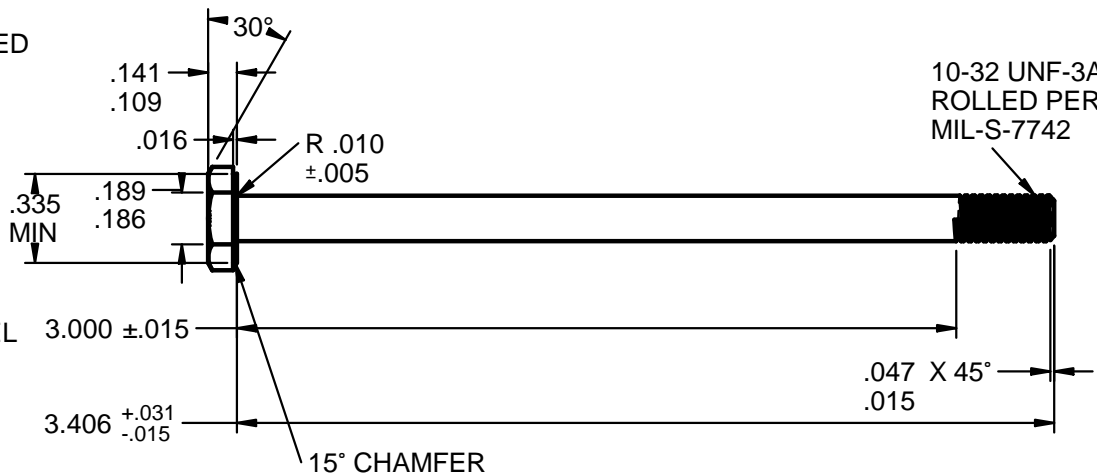 30°
.141
.109
10-32 UNF-3A
ROLLED PER
MIL-S-7742
.016
R .010
±.005
.189
.186
.335
MIN
3.000 ±.015
.047 X 45°
.015
3.406 +.031
-.015
15° CHAMFER